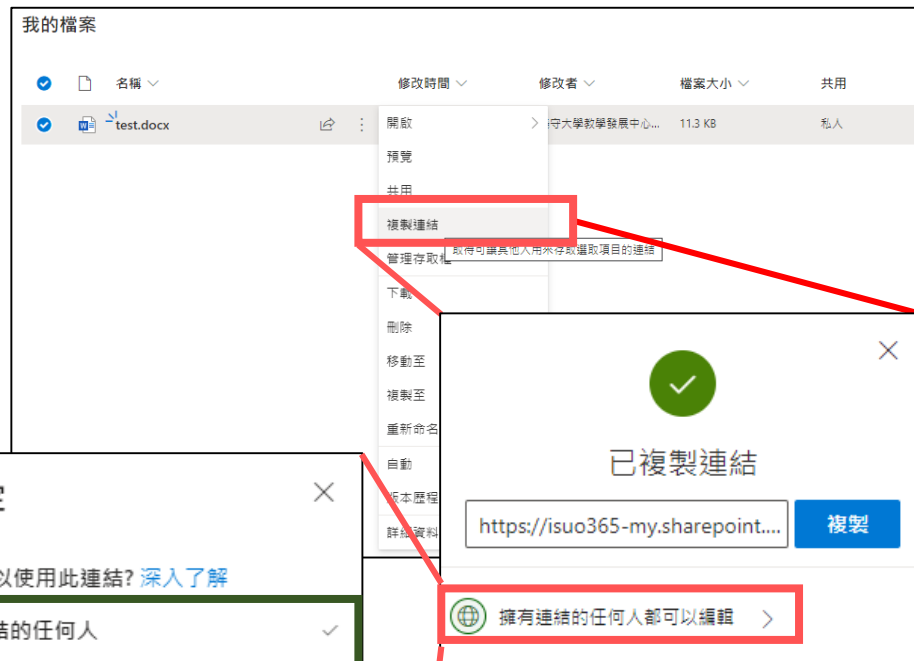 我的檔案
名稱 修改時間 修改者 檔案大小 共用
test.docx 守大學教學發展中心... 11.3 KB 私人
開啟
預覽
共用
複製連結
取得可讓其他人用來存取選取項目的連結
管理存取
下載
刪除
移動至
複製至
重新命名
自動
版本歷程
詳細資料
已複製連結
https://isuo365-my.sharepoint....
複製
擁有連結的任何人都可以編輯
以使用此連結? 深入了解
結的任何人